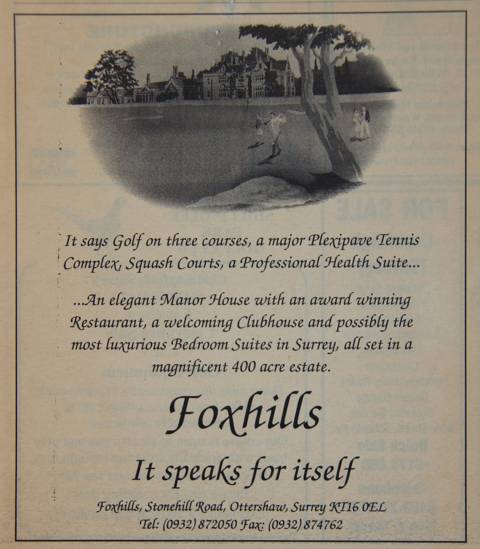 It says Golf on three courses, a major Plexipave Tennis
Complex, Squash Courts, a Professional Health Suite...
...An elegant Manor House with an award winning
Restaurant, a welcoming Clubhouse and possibly the
most luxurious Bedroom Suites in Surrey, all set in a
magnificent 400 acre estate.
Foxhills
It speaks for itself
Foxhills, Stonehill Road, Ottershaw, Surrey KT16 0EL
Tel: (0932) 872050 Fax: (0932) 874762